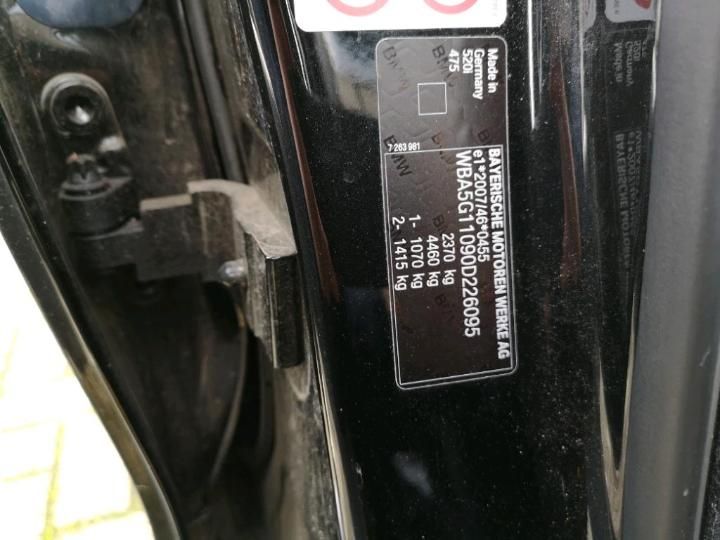 BAYERISCHE MOTOREN WERKE AG
e1*2007/46*0455
WBA5G11090D226095
2370 kg
4460 kg
1- 1070 kg
2- 1415 kg
7 263 981
Made in
Germany
520i
475
BMW